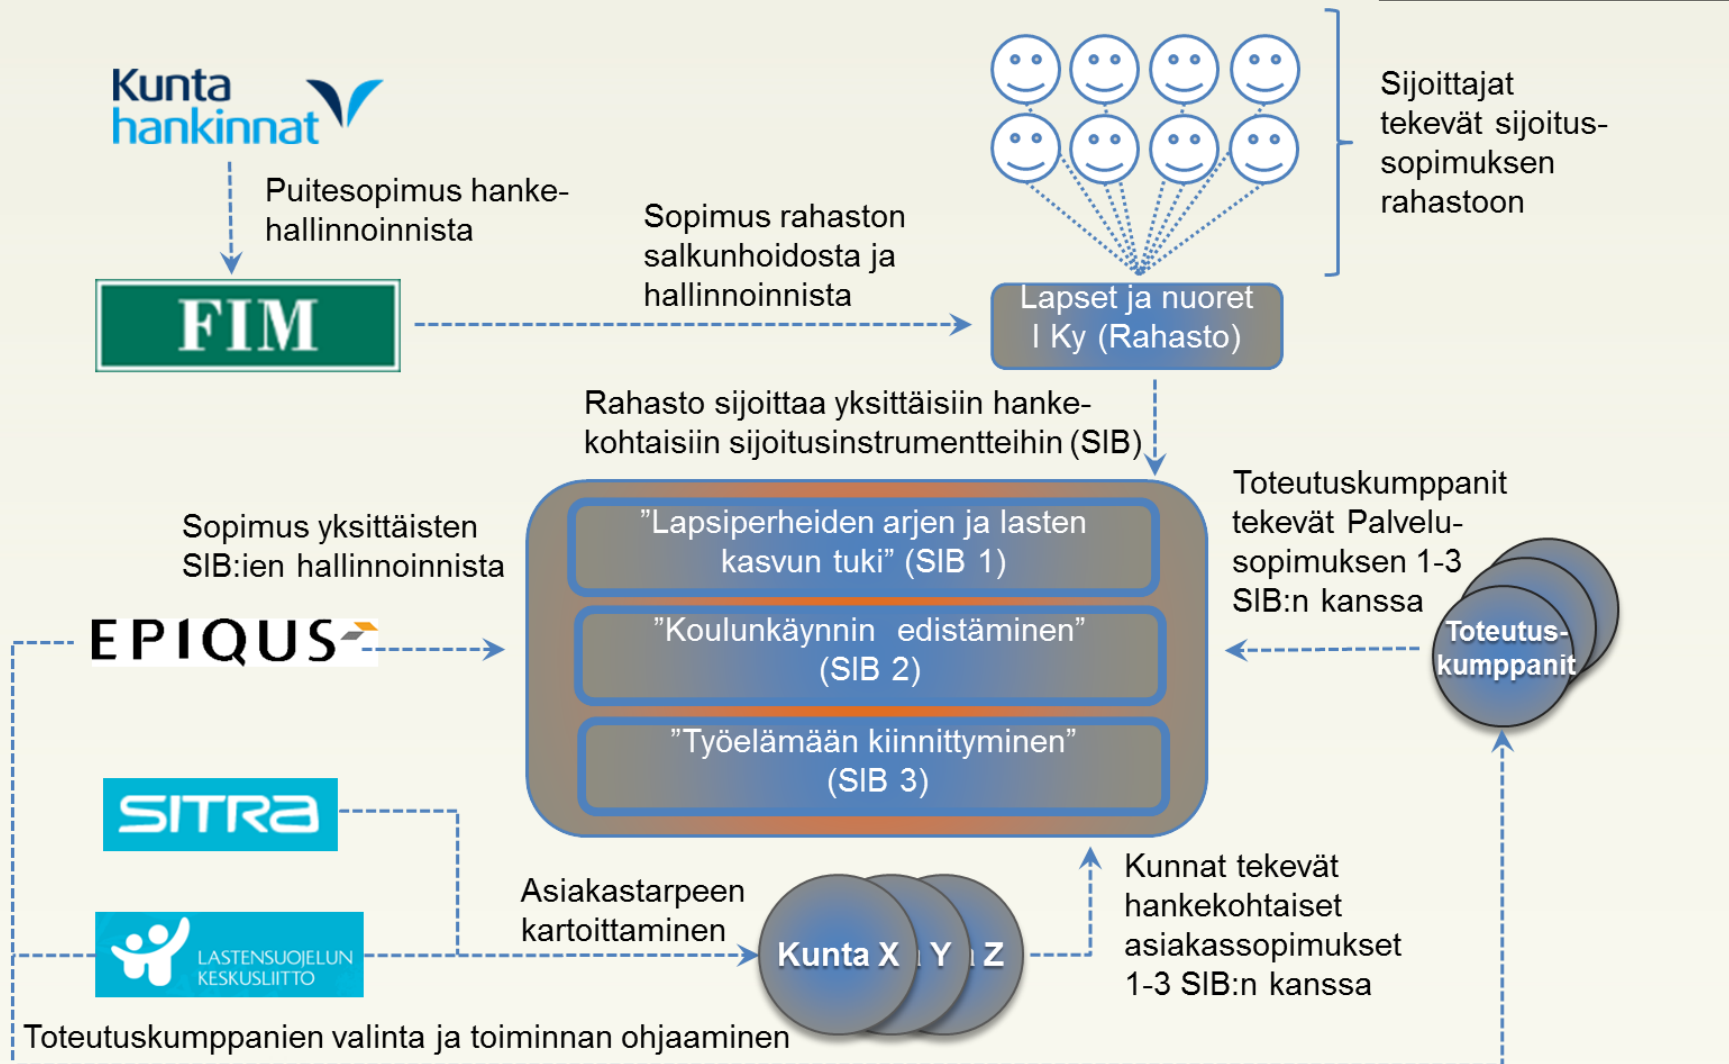 Kunta
hankinnat
Puitesopimus hanke-
hallinnoinnista
FIM
Sopimus rahaston
salkunhoidosta ja
hallinnoinnista
Sijoittajat
tekevät sijoitus-
sopimuksen
rahastoon
Lapset ja nuoret
I Ky (Rahasto)
Rahasto sijoittaa yksittäisiin hanke-
kohtaisiin sijoitusinstrumentteihin (SIB)
Sopimus yksittäisten
SIB:ien hallinnoinnista
EPIQUS
”Lapsiperheiden arjen ja lasten
kasvun tuki” (SIB 1)
”Koulunkäynnin edistäminen”
(SIB 2)
”Työelämään kiinnittyminen”
(SIB 3)
Toteutuskumppanit
tekevät Palvelu-
sopimuksen 1-3
SIB:n kanssa
Toteutus-
kumppanit
SITRA
LASTENSUOJELUN
KESKUSLIITTO
Asiakastarpeen
kartoittaminen
Kunta X Y Z
Kunnat tekevät
hankekohtaiset
asiakassopimukset
1-3 SIB:n kanssa
Toteutuskumppanien valinta ja toiminnan ohjaaminen